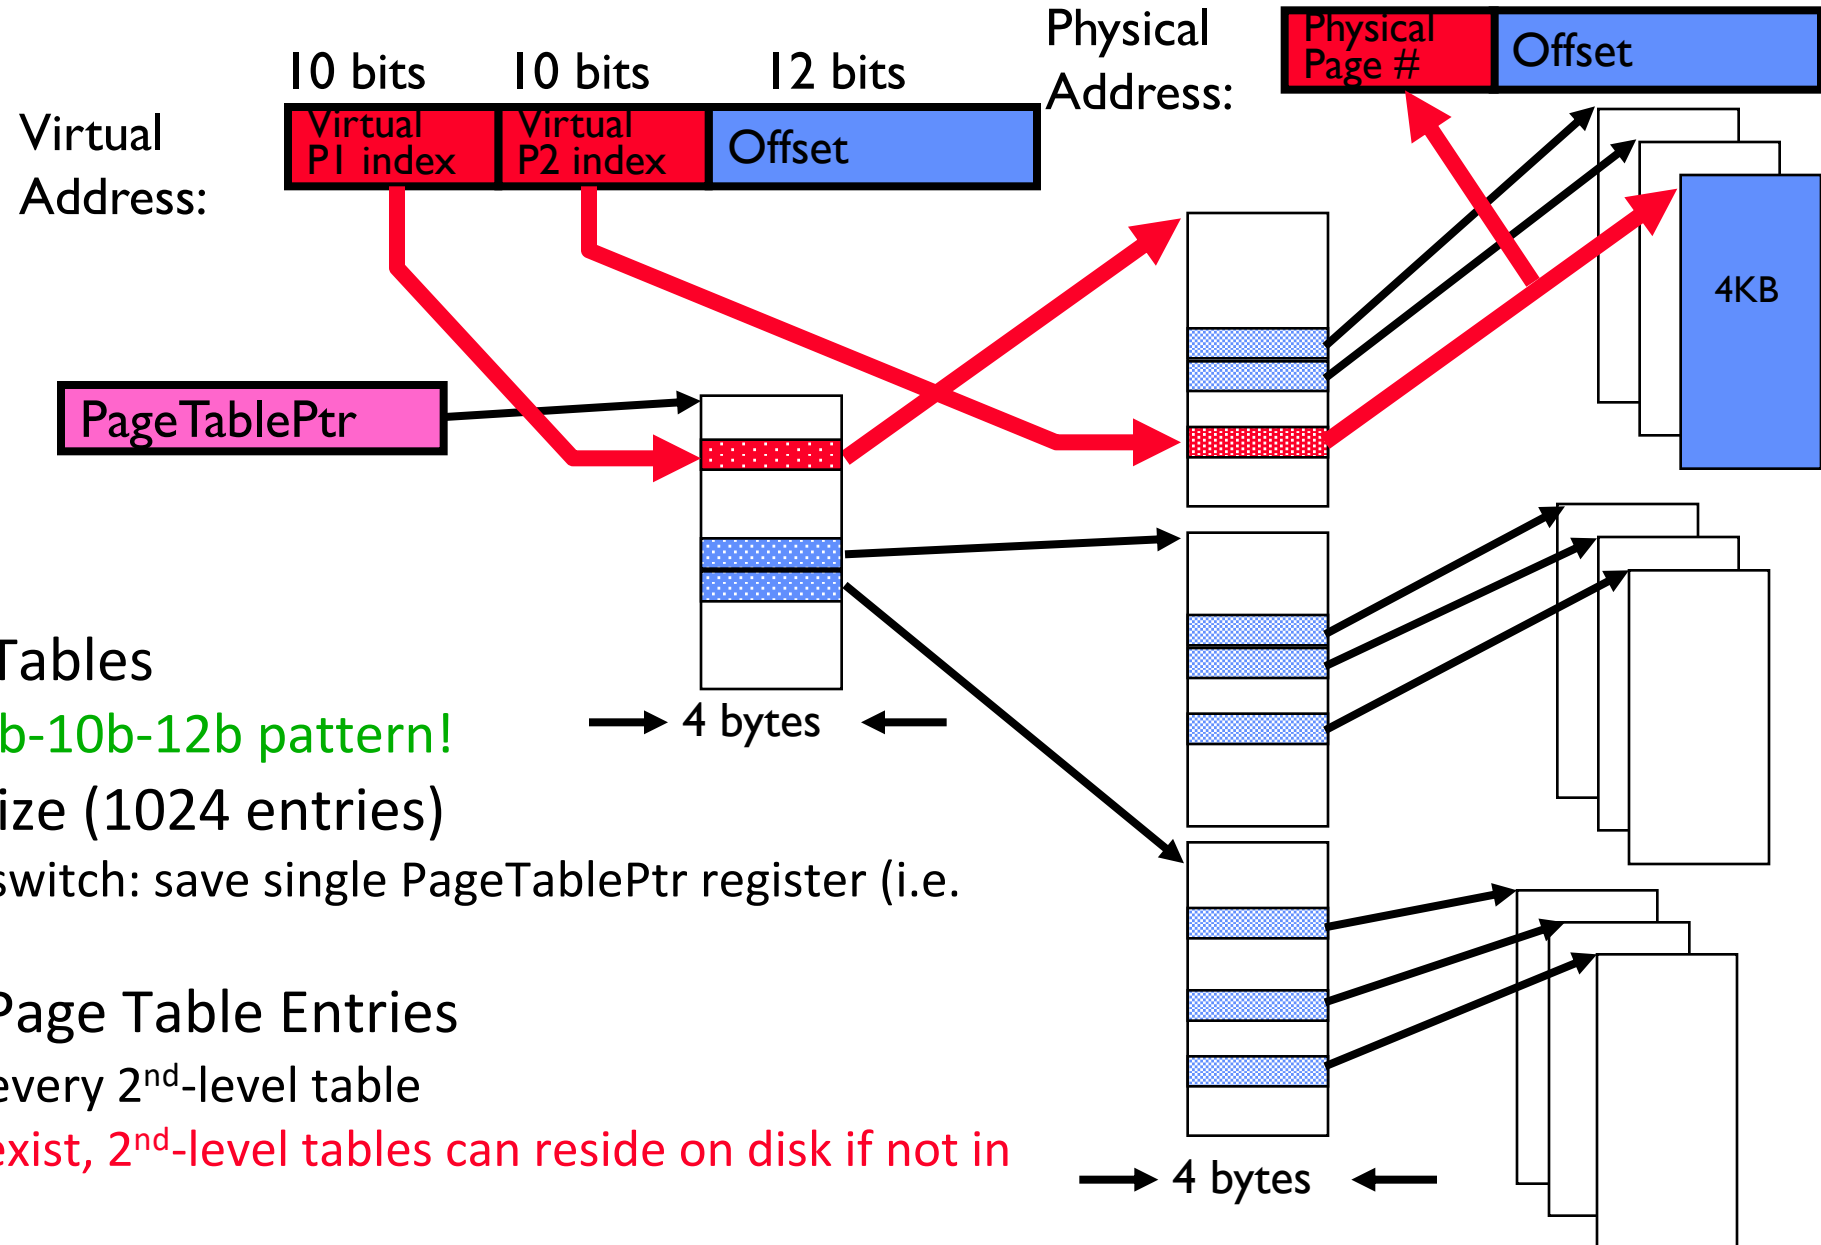 10 bits 10 bits 12 bits
Virtual
Address:
Virtual
P1 index
Virtual
P2 index
Offset
Physical
Address:
Physical
Page #
Offset
4KB
PageTablePtr
4 bytes
Tables
b-10b-12b pattern!
ize (1024 entries)
switch: save single PageTablePtr register (i.e.
Page Table Entries
every 2nd-level table
exist, 2nd-level tables can reside on disk if not in
4 bytes